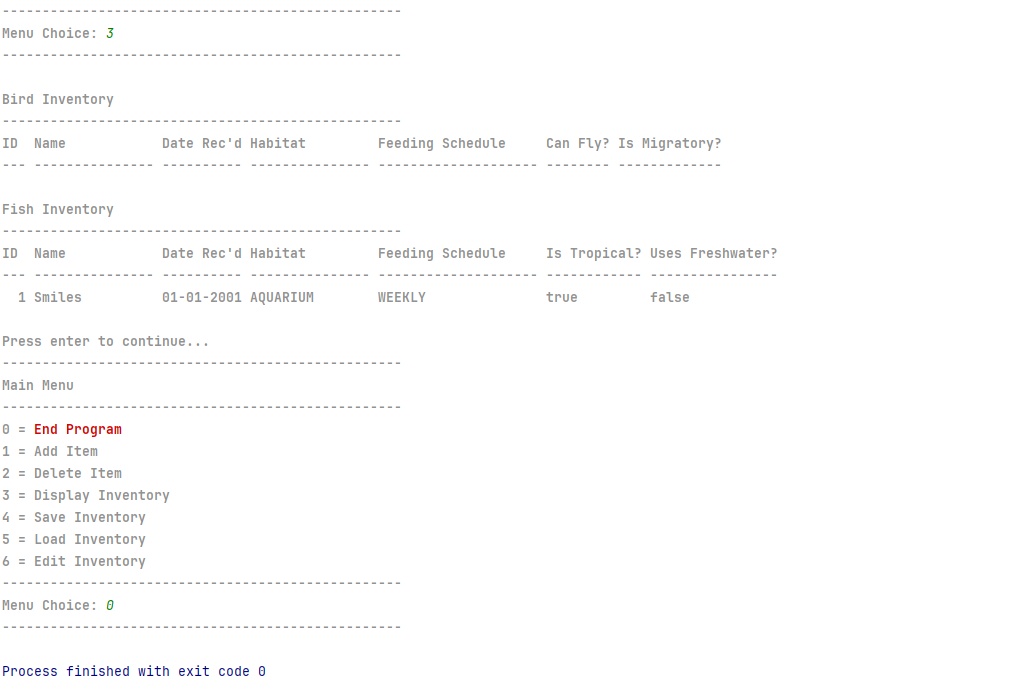 --------------------------------------------------
Menu Choice: 3
--------------------------------------------------
Bird Inventory
--------------------------------------------------
ID  Name            Date Rec'd Habitat         Feeding Schedule     Can Fly? Is Migratory?
--- --------------- ---------- --------------- -------------------- -------- -------------
Fish Inventory
--------------------------------------------------
ID  Name            Date Rec'd Habitat         Feeding Schedule     Is Tropical? Uses Freshwater?
--- --------------- ---------- --------------- -------------------- ------------ ----------------
  1 Smiles          01-01-2001 AQUARIUM        WEEKLY               true         false
Press enter to continue...
--------------------------------------------------
Main Menu
--------------------------------------------------
0 = End Program
1 = Add Item
2 = Delete Item
3 = Display Inventory
4 = Save Inventory
5 = Load Inventory
6 = Edit Inventory
--------------------------------------------------
Menu Choice: 0
--------------------------------------------------
Process finished with exit code 0